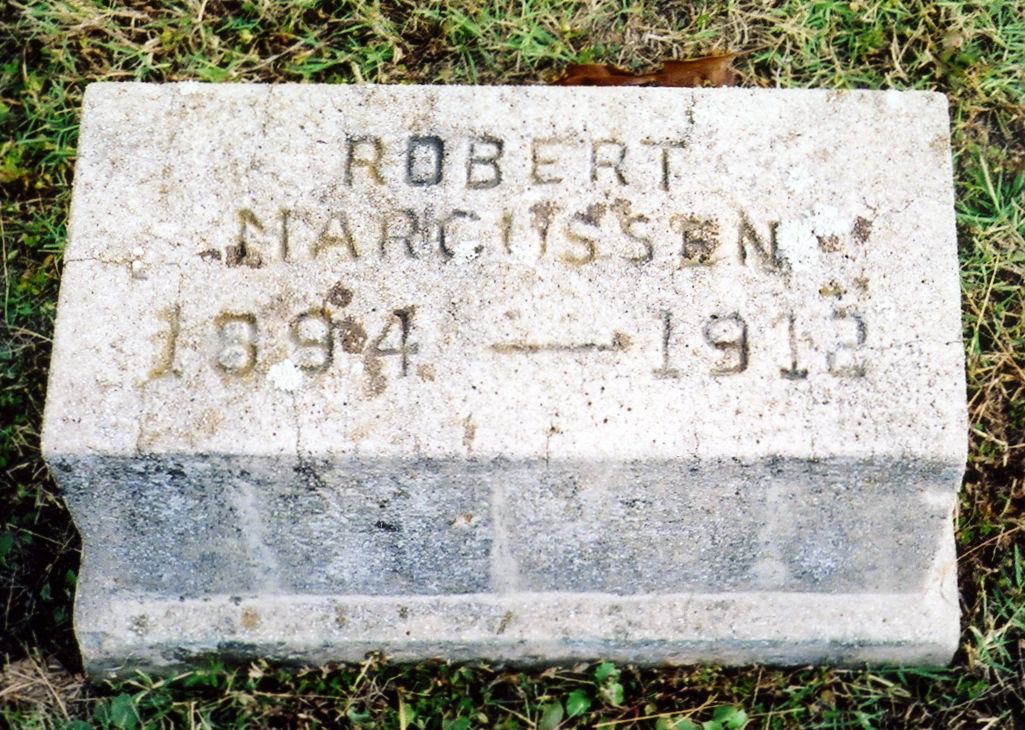 ROBERT
MARCUSSEN
1894 — 1912